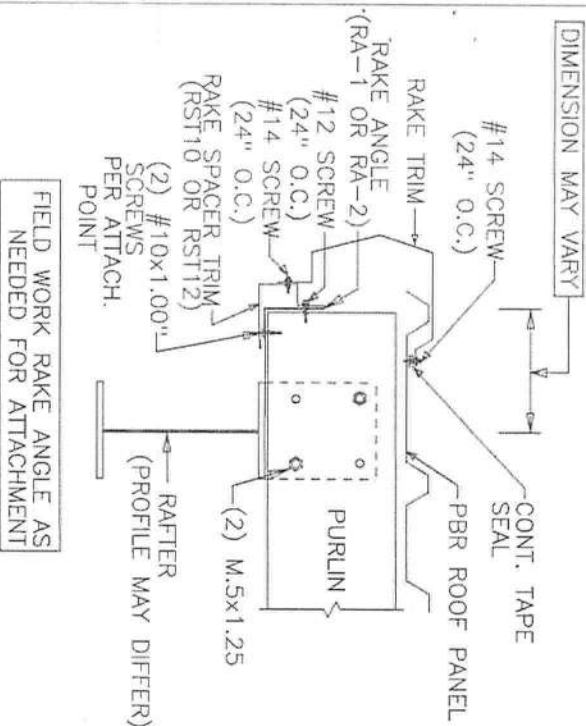 DIMENSION MAY VARY
#14 SCREW
(24" O.C.)
CONT. TAPE
SEAL
PBR ROOF PANEL
RAKE TRIM
RAKE ANGLE
(RA-1 OR RA-2)
#12 SCREW
(24" O.C.)
#14 SCREW
(24" O.C.)
RAKE SPACER TRIM
(RST10 OR RST12)
(2) #10x1.00"
SCREWS
PER ATTACH.
POINT
PURLIN
(2) M.5x1.25
RAFTER
(PROFILE MAY DIFFER)
FIELD WORK RAKE ANGLE AS
NEEDED FOR ATTACHMENT